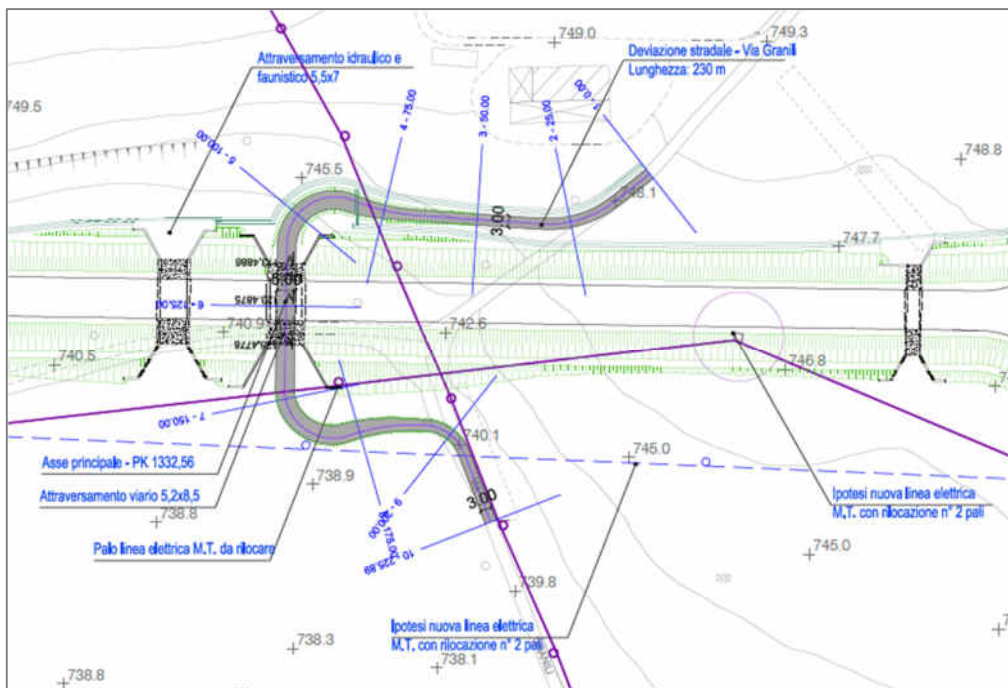 749.0
749.3
Attraversamento idraulico e
faunistico 5,5x7
Deviazione stradale - Via Granili
Lunghezza: 230 m
749.5
4 - 75.00
3 - 50.00
2 - 25.00
1 - 0.00
5 - 100.00
748.8
745.5
748.1
3,00
747.7
5,00
6 - 125.00
740.9
742.6
740.5
746.8
7 - 150.00
740.1
Asse principale - PK 1332,56
745.0
738.9
Attraversamento viario 5,2x8,5
3,00
Ipotesi nuova linea elettrica
M.T. con rilocazione n° 2 pali
738.8
Palo linea elettrica M.T. da rilocare
175.00
10 - 225.89
745.0
739.8
Ipotesi nuova linea elettrica
M.T. con rilocazione n° 2 pali
738.3
738.1
738.8